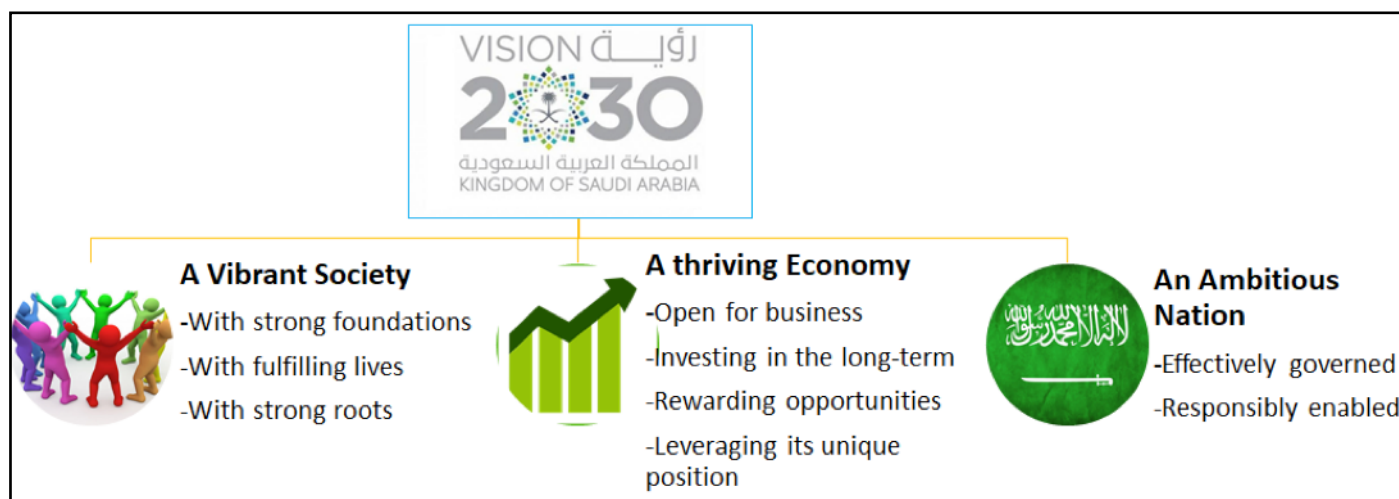 VISION رؤيـــة
2030
المملكة العربية السعودية
KINGDOM OF SAUDI ARABIA
A Vibrant Society
-With strong foundations
-With fulfilling lives
-With strong roots
A thriving Economy
-Open for business
-Investing in the long-term
-Rewarding opportunities
-Leveraging its unique
position
لا إله إلا الله محمد رسول الله
An Ambitious
Nation
-Effectively governed
-Responsibly enabled